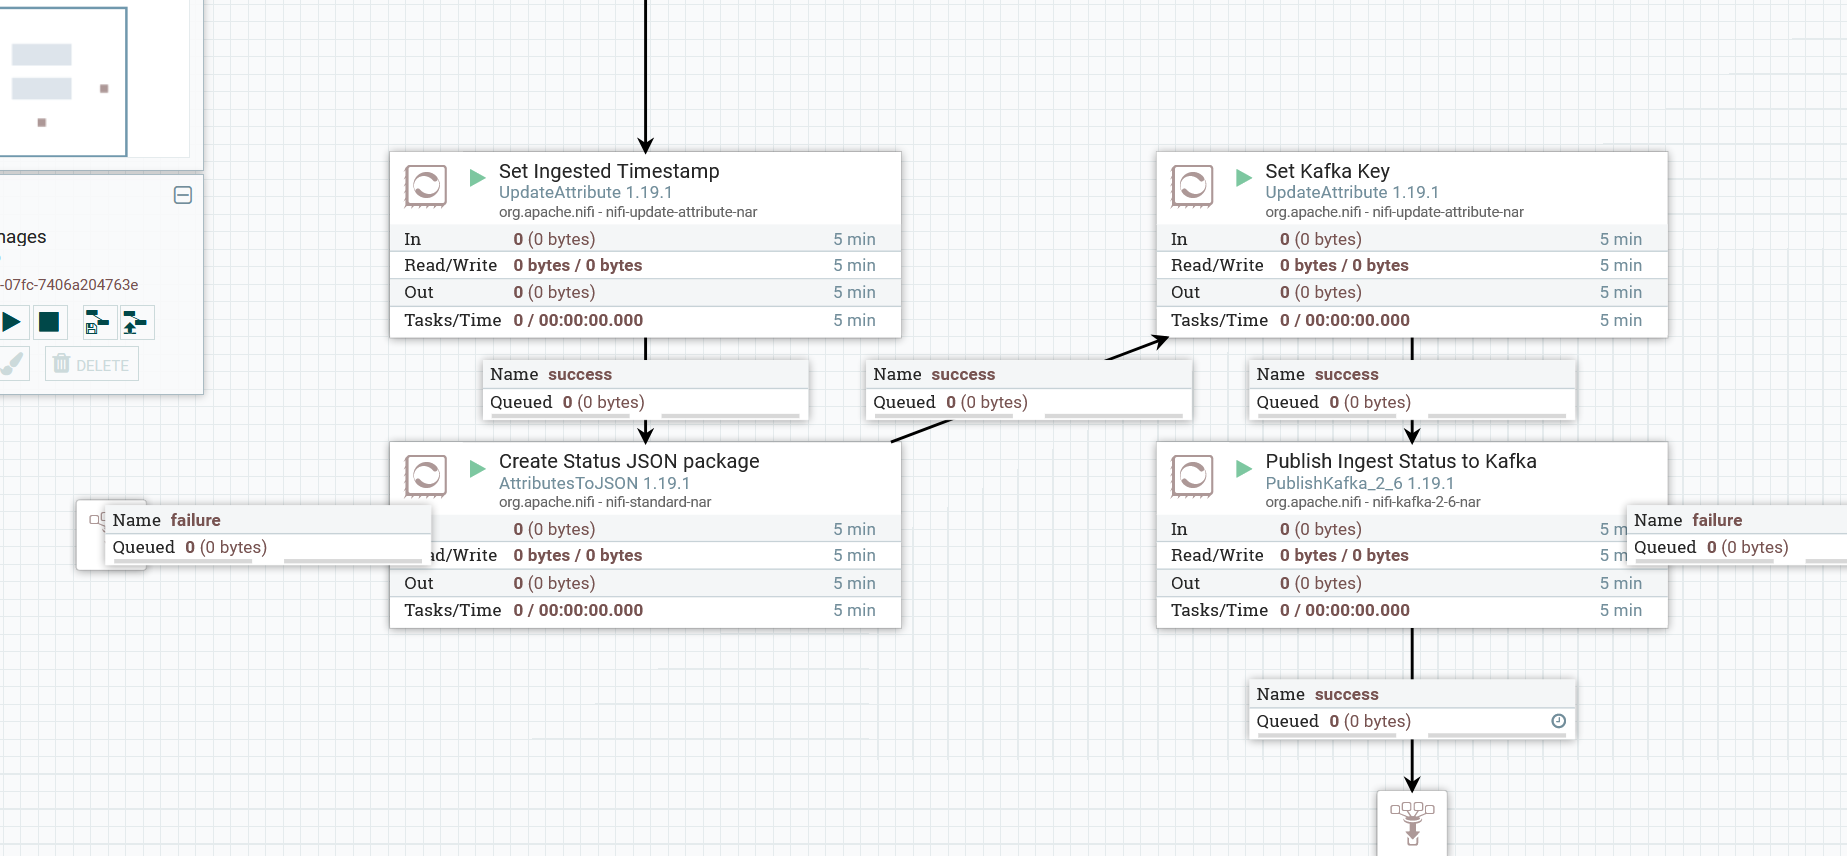 nages
-07fc-7406a204763e
DELETE
Set Ingested Timestamp
UpdateAttribute 1.19.1
org.apache.nifi - nifi-update-attribute-nar
In 0 (0 bytes) 5 min
Read/Write 0 bytes / 0 bytes 5 min
Out 0 (0 bytes) 5 min
Tasks/Time 0 / 00:00:00.000 5 min
Set Kafka Key
UpdateAttribute 1.19.1
org.apache.nifi - nifi-update-attribute-nar
In 0 (0 bytes) 5 min
Read/Write 0 bytes / 0 bytes 5 min
Out 0 (0 bytes) 5 min
Tasks/Time 0 / 00:00:00.000 5 min
Name success
Queued 0 (0 bytes)
Name success
Queued 0 (0 bytes)
Name success
Queued 0 (0 bytes)
Name failure
Queued 0 (0 bytes)
Create Status JSON package
AttributesToJSON 1.19.1
org.apache.nifi - nifi-standard-nar
0 (0 bytes) 5 min
ad/Write 0 bytes / 0 bytes 5 min
Out 0 (0 bytes) 5 min
Tasks/Time 0 / 00:00:00.000 5 min
Publish Ingest Status to Kafka
PublishKafka_2_6 1.19.1
org.apache.nifi - nifi-kafka-2-6-nar
In 0 (0 bytes) 5 m
Read/Write 0 bytes / 0 bytes 5 m
Out 0 (0 bytes) 5 min
Tasks/Time 0 / 00:00:00.000 5 min
Name failure
Queued 0 (0 bytes)
Name success
Queued 0 (0 bytes)